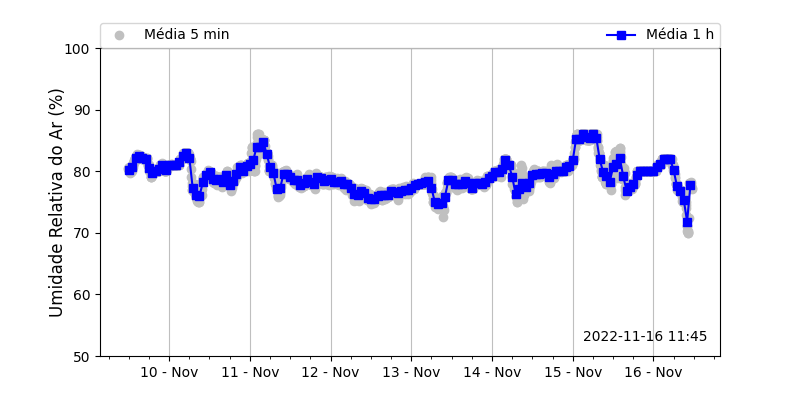 Média 5 min
Média 1 h
Umidade Relativa do Ar (%)
100
90
80
70
60
50
2022-11-16 11:45
10 - Nov
11 - Nov
12 - Nov
13 - Nov
14 - Nov
15 - Nov
16 - Nov